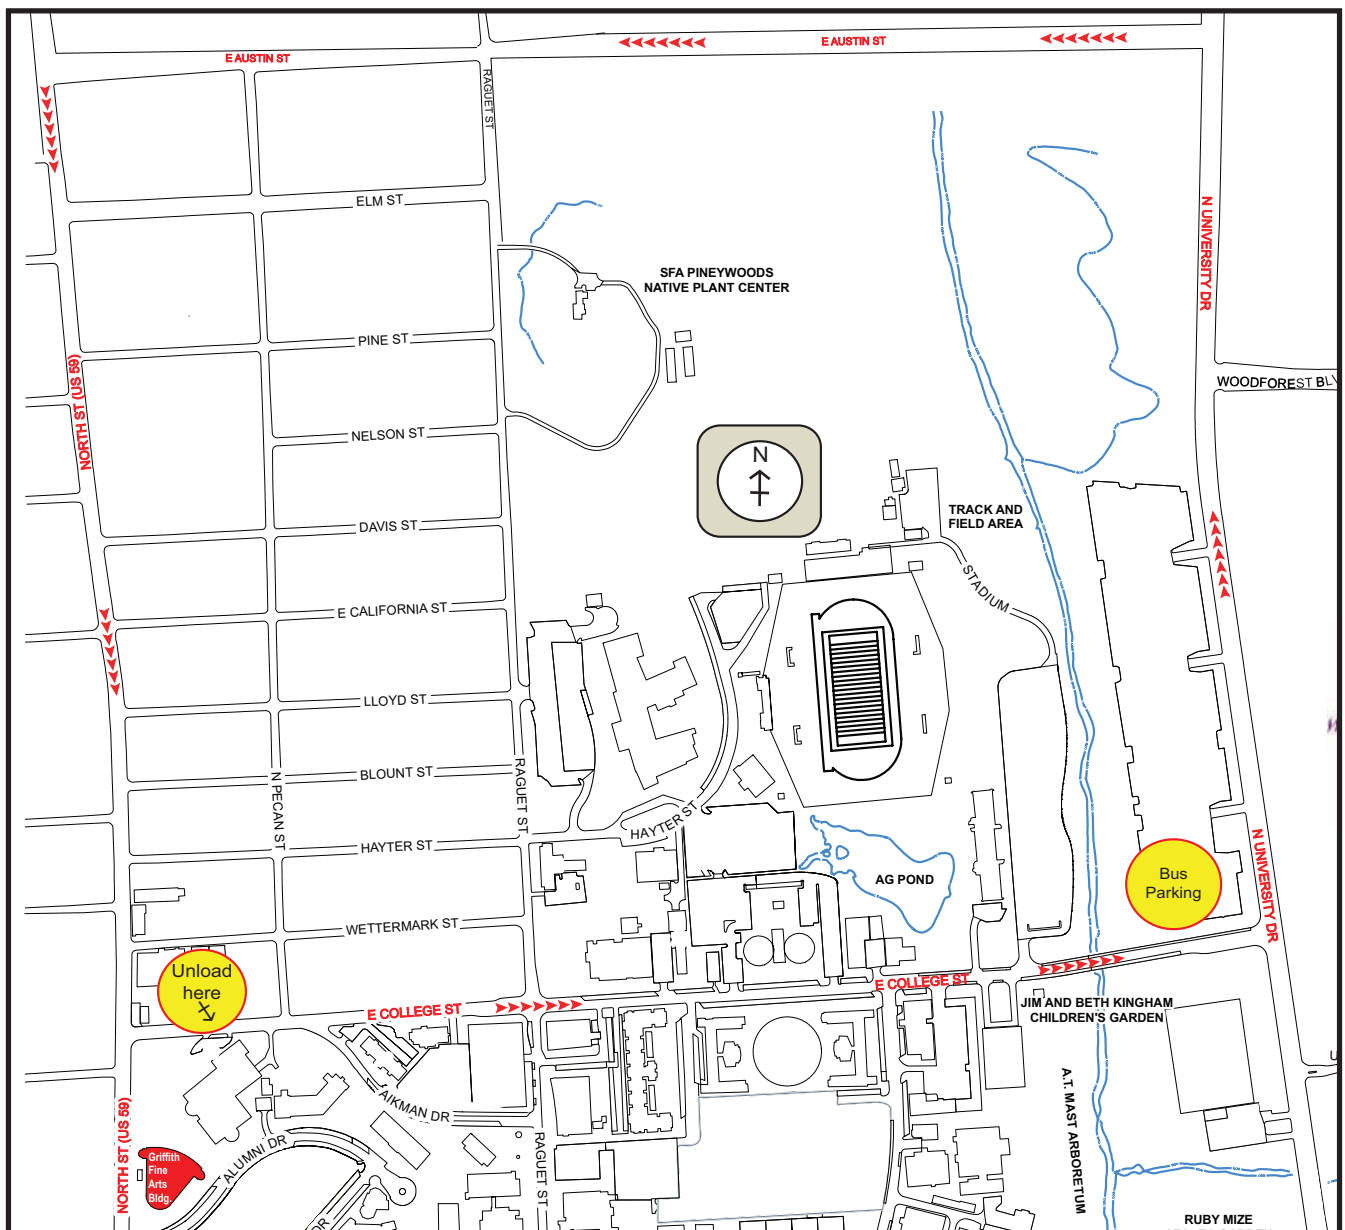 E AUSTIN ST
E AUSTIN ST
RAGUET ST
ELM ST
N UNIVERSITY DR
SFA PINEYWOODS
NATIVE PLANT CENTER
PINE ST
WOODFOREST BLV
NORTH ST (US 59)
NELSON ST
N
DAVIS ST
TRACK AND
FIELD AREA
STADIUM
E CALIFORNIA ST
LLOYD ST
BLOUNT ST
N PECAN ST
RAGUET ST
HAYTER ST
HAYTER ST
AG POND
Bus
Parking
N UNIVERSITY DR
WETTERMARK ST
Unload
here
E COLLEGE ST
E COLLEGE ST
JIM AND BETH KINGHAM
CHILDREN'S GARDEN
AIKMAN DR
A.T. MAST ARBORETUM
NORTH ST (US 59)
ALUMNI DR
RAGUET ST
Griffith
Fine
Arts
Bldg.
DR
RUBY MIZE